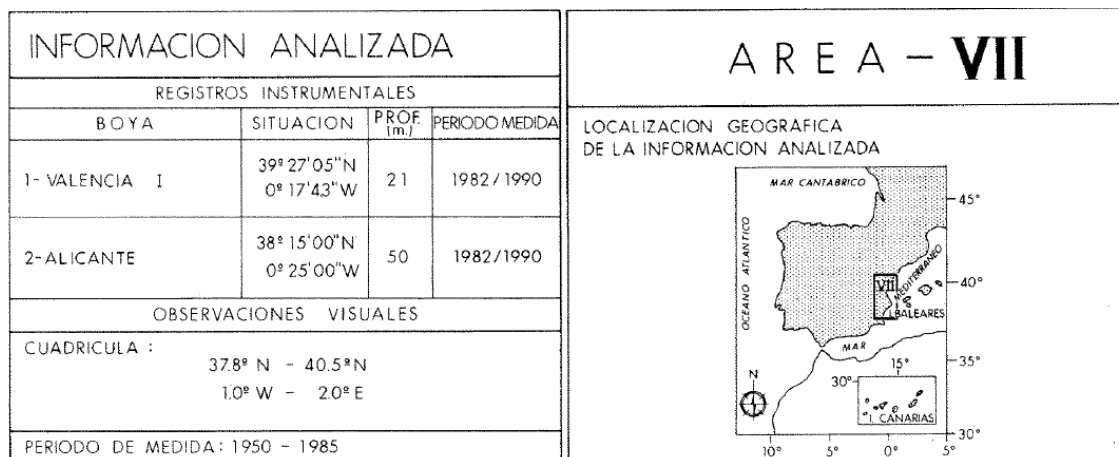 INFORMACION ANALIZADA
REGISTROS INSTRUMENTALES
BOYA SITUACION PROF. (m.) PERIODO MEDIDA
1- VALENCIA I 39º 27'05"N 0º 17'43"W 21 1982/1990
2-ALICANTE 38º 15'00"N 0º 25'00"W 50 1982/1990
OBSERVACIONES VISUALES
CUADRICULA :
37.8º N - 40.5ºN
1.0º W - 2.0º E
PERIODO DE MEDIDA: 1950 - 1985
AREA - VII
LOCALIZACION GEOGRAFICA
DE LA INFORMACION ANALIZADA
MAR CANTABRICO
45°
OCEANO ATLANTICO
MEDITERRANEO
40°
VII
I.BALEARES
MAR
35°
15°
N
30°
I. CANARIAS
30°
10° 5° 0° 5°